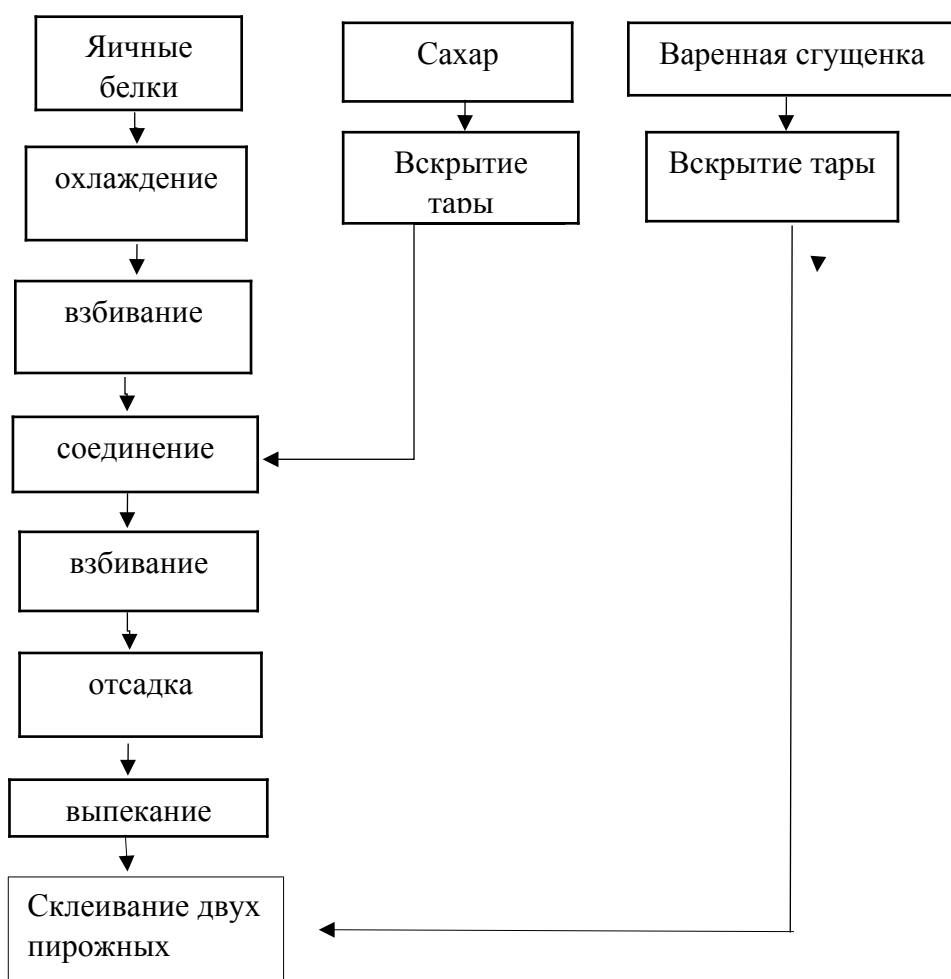 Яичные
белки
Сахар
Варенная сгущенка
охлаждение
Вскрытие
тары
Вскрытие тары
взбивание
соединение
взбивание
отсадка
выпекание
Склеивание двух
пирожных